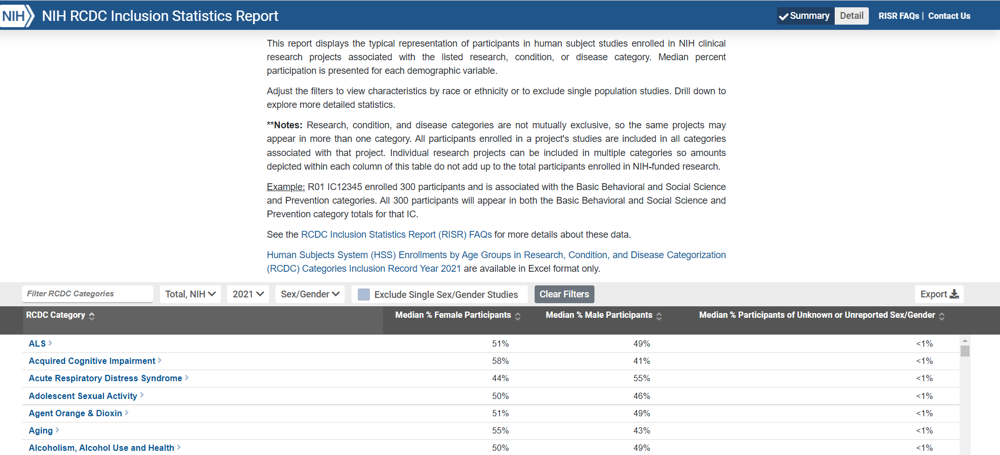 NIH NIH RCDC Inclusion Statistics Report Summary Detail RISR FAQs | Contact Us
This report displays the typical representation of participants in human subject studies enrolled in NIH clinical
research projects associated with the listed research, condition, or disease category. Median percent
participation is presented for each demographic variable.
Adjust the filters to view characteristics by race or ethnicity or to exclude single population studies. Drill down to
explore more detailed statistics.
**Notes: Research, condition, and disease categories are not mutually exclusive, so the same projects may
appear in more than one category. All participants enrolled in a project's studies are included in all categories
associated with that project. Individual research projects can be included in multiple categories so amounts
depicted within each column of this table do not add up to the total participants enrolled in NIH-funded research.
Example: R01 IC12345 enrolled 300 participants and is associated with the Basic Behavioral and Social Science
and Prevention categories. All 300 participants will appear in both the Basic Behavioral and Social Science and
Prevention category totals for that IC.
See the RCDC Inclusion Statistics Report (RISR) FAQs for more details about these data.
Human Subjects System (HSS) Enrollments by Age Groups in Research, Condition, and Disease Categorization
(RCDC) Categories Inclusion Record Year 2021 are available in Excel format only.
Filter RCDC Categories Total, NIH 2021 Sex/Gender Exclude Single Sex/Gender Studies Clear Filters Export
RCDC Category Median % Female Participants Median % Male Participants Median % Participants of Unknown or Unreported Sex/Gender
ALS 51% 49% <1%
Acquired Cognitive Impairment 58% 41% <1%
Acute Respiratory Distress Syndrome 44% 55% <1%
Adolescent Sexual Activity 50% 46% <1%
Agent Orange & Dioxin 51% 49% <1%
Aging 55% 43% <1%
Alcoholism, Alcohol Use and Health 50% 49% <1%